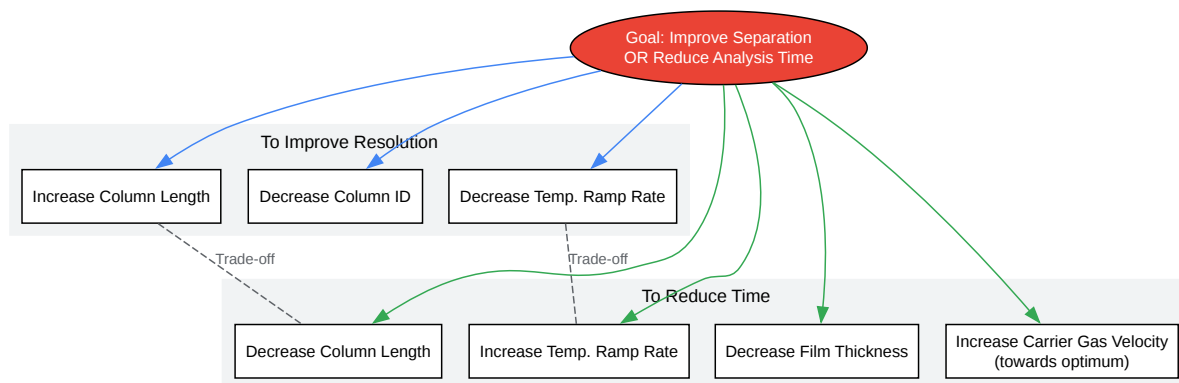 Goal: Improve Separation
OR Reduce Analysis Time
To Improve Resolution
Increase Column Length
Decrease Column ID
Decrease Temp. Ramp Rate
Trade-off
Trade-off
To Reduce Time
Decrease Column Length
Increase Temp. Ramp Rate
Decrease Film Thickness
Increase Carrier Gas Velocity
(towards optimum)